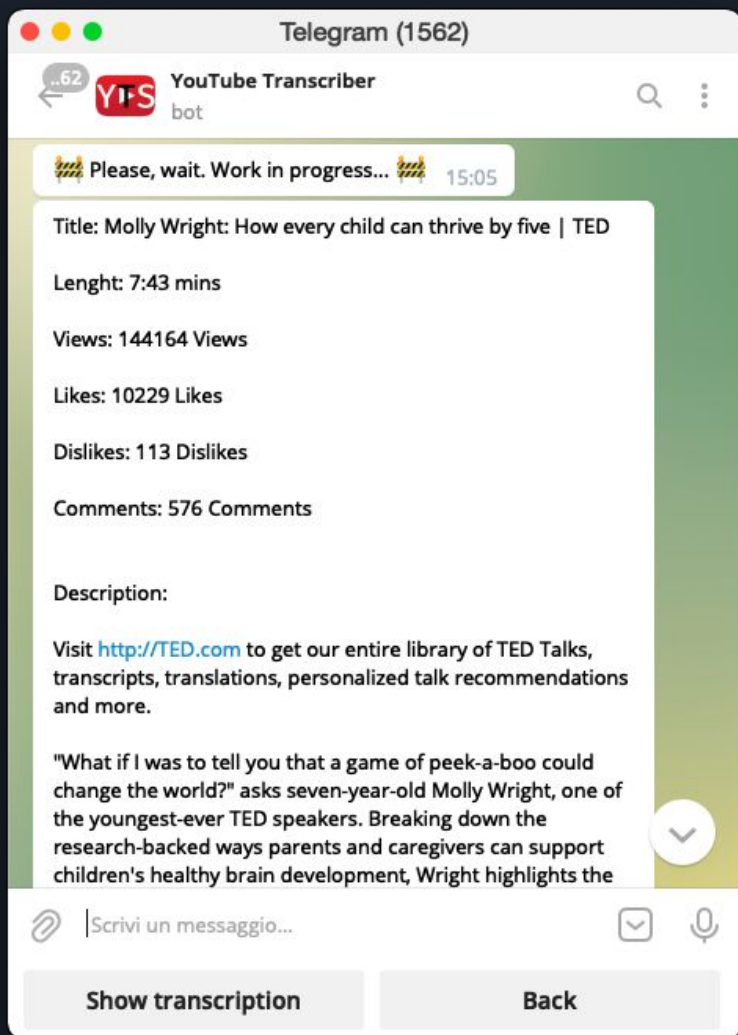 Telegram (1562)
..62
YTS
YouTube Transcriber
bot
🚧 Please, wait. Work in progress... 🚧 15:05
Title: Molly Wright: How every child can thrive by five | TED
Lenght: 7:43 mins
Views: 144164 Views
Likes: 10229 Likes
Dislikes: 113 Dislikes
Comments: 576 Comments
Description:
Visit http://TED.com to get our entire library of TED Talks,
transcripts, translations, personalized talk recommendations
and more.
"What if I was to tell you that a game of peek-a-boo could
change the world?" asks seven-year-old Molly Wright, one of
the youngest-ever TED speakers. Breaking down the
research-backed ways parents and caregivers can support
children's healthy brain development, Wright highlights the
Scrivi un messaggio...
Show transcription
Back